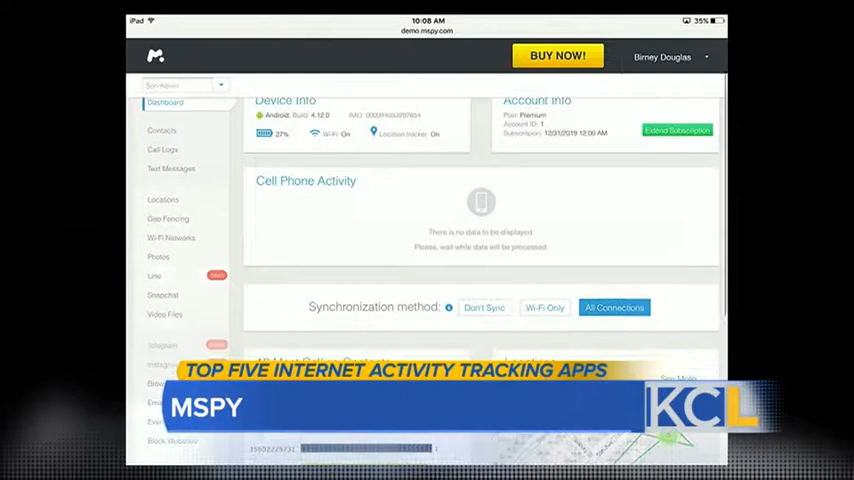 iPad
10:08 AM
35%
demo.mspy.com
BUY NOW!
Birney Douglas
Son Kevin
Dashboard
Contacts
Call Logs
Text Messages
Locations
Geo Fencing
Wi-Fi Networks
Photos
Line
Snapchat
Video Files
Telegram
Device Info
Android, Build: 4.12.0
27%
Wi-Fi: On
Location tracker: On
Account Info
Plan: Premium
Account ID: 1
Subscription: 12/31/2019 12:00 AM
Extend Subscription
Cell Phone Activity
There is no data to be displayed.
Please, wait while data will be processed.
Synchronization method:
Don't Sync
Wi-Fi Only
All Connections
See More
TOP FIVE INTERNET ACTIVITY TRACKING APPS
MSPY
KCL
Black Websites